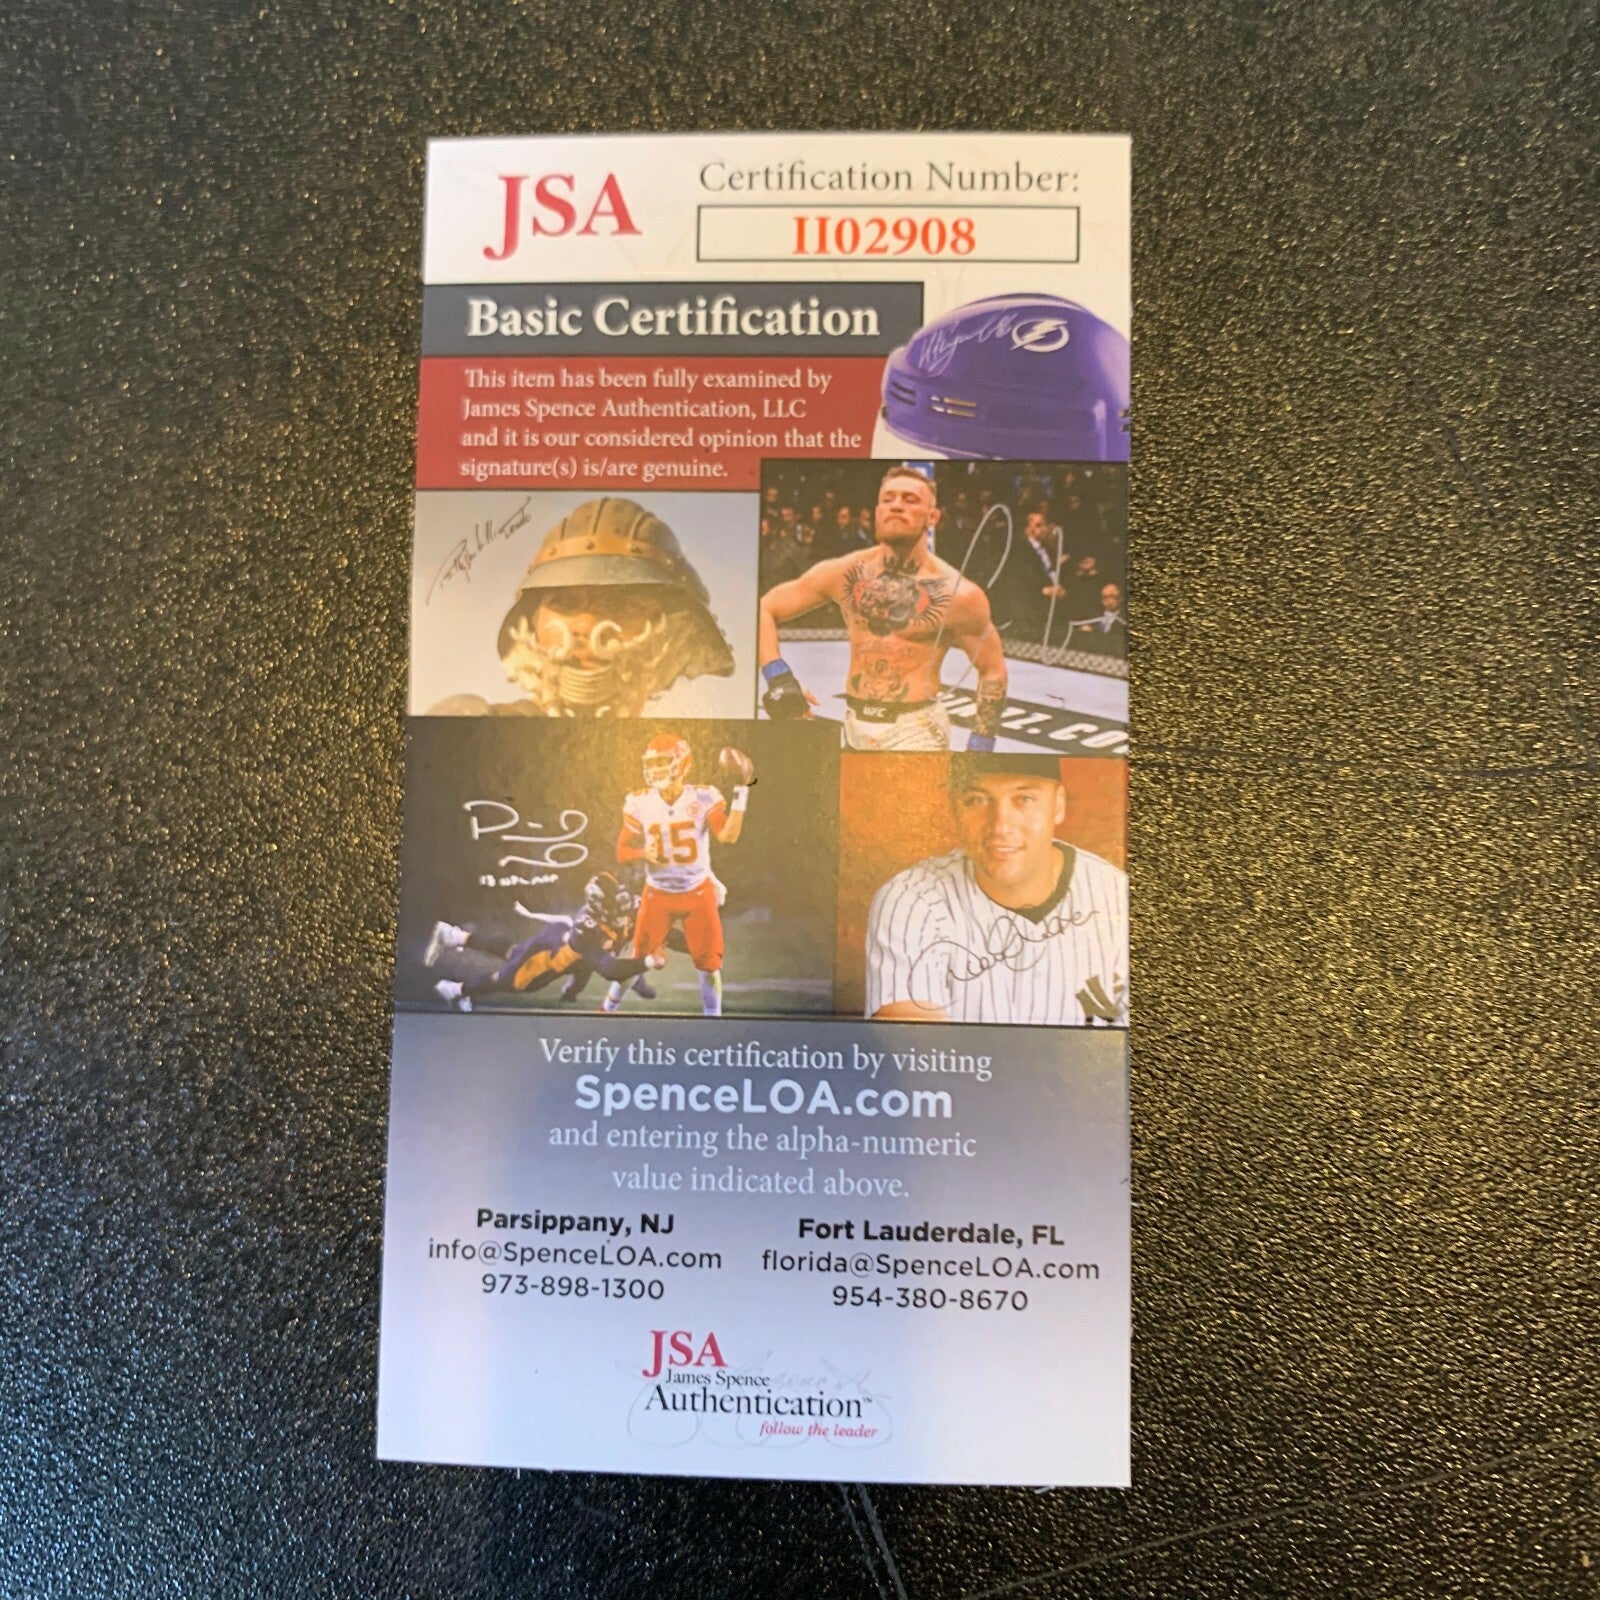 JSA
Certification Number:
II02908
Basic Certification
This item has been fully examined by
James Spence Authentication, LLC
and it is our considered opinion that the
signature(s) is/are genuine.
UFC
15
Verify this certification by visiting
SpenceLOA.com
and entering the alpha-numeric
value indicated above.
Parsippany, NJ
info@SpenceLOA.com
973-898-1300
Fort Lauderdale, FL
florida@SpenceLOA.com
954-380-8670
JSA
James Spence
Authentication™
follow the leader